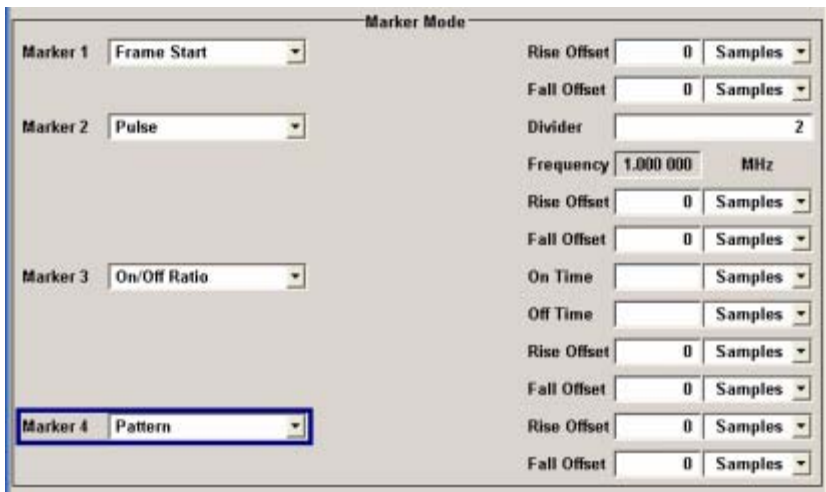 Marker Mode
Marker 1 Frame Start Rise Offset 0 Samples
Fall Offset 0 Samples
Marker 2 Pulse Divider 2
Frequency 1.000 000 MHz
Rise Offset 0 Samples
Fall Offset 0 Samples
Marker 3 On/Off Ratio On Time Samples
Off Time Samples
Rise Offset 0 Samples
Fall Offset 0 Samples
Marker 4 Pattern Rise Offset 0 Samples
Fall Offset 0 Samples